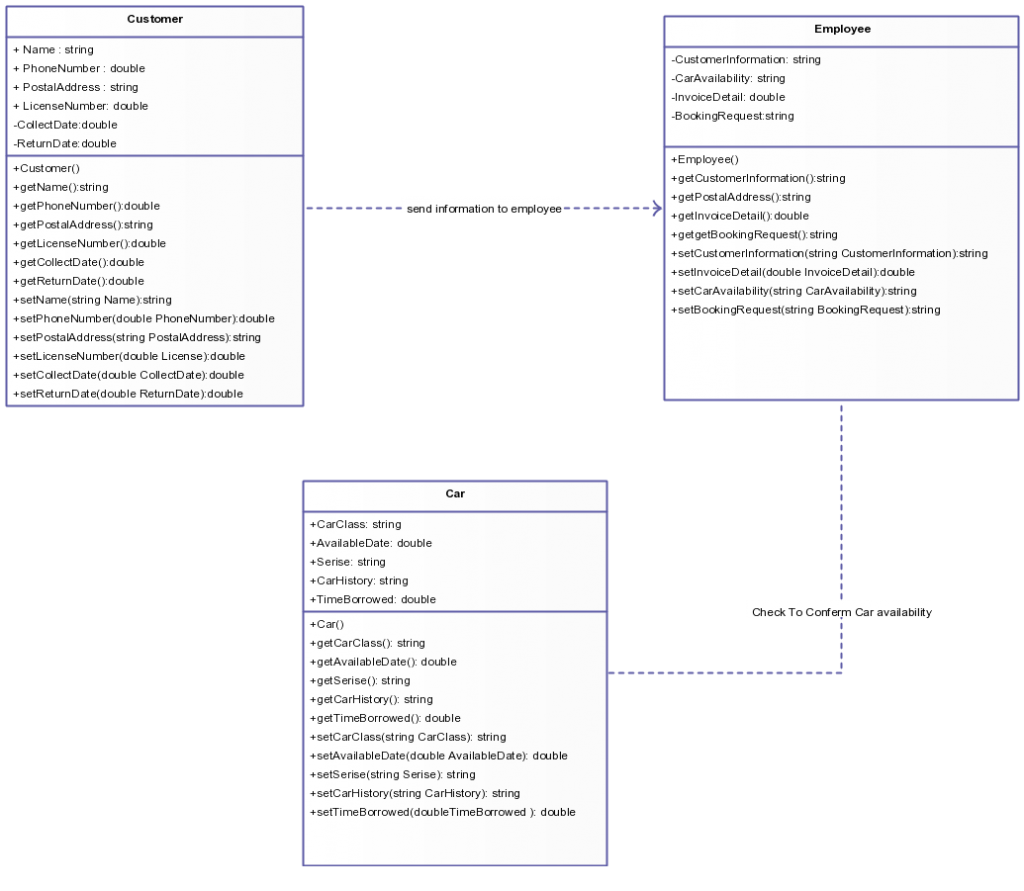 Customer
+ Name : string
+ PhoneNumber : double
+ PostalAddress : string
+ LicenseNumber: double
-CollectDate:double
-ReturnDate:double
+Customer()
+getName():string
+getPhoneNumber():double
+getPostalAddress():string
+getLicenseNumber():double
+getCollectDate():double
+getReturnDate():double
+setName(string Name):string
+setPhoneNumber(double PhoneNumber):double
+setPostalAddress(string PostalAddress):string
+setLicenseNumber(double License):double
+setCollectDate(double CollectDate):double
+setReturnDate(double ReturnDate):double
send information to employee
Employee
-CustomerInformation: string
-CarAvailability: string
-InvoiceDetail: double
-BookingRequest:string
+Employee()
+getCustomerInformation():string
+getPostalAddress():string
+getInvoiceDetail():double
+getgetBookingRequest():string
+setCustomerInformation(string CustomerInformation):string
+setInvoiceDetail(double InvoiceDetail):double
+setCarAvailability(string CarAvailability):string
+setBookingRequest(string BookingRequest):string
Car
+CarClass: string
+AvailableDate: double
+Serise: string
+CarHistory: string
+TimeBorrowed: double
+Car()
+getCarClass(): string
+getAvailableDate(): double
+getSerise(): string
+getCarHistory(): string
+getTimeBorrowed(): double
+setCarClass(string CarClass): string
+setAvailableDate(double AvailableDate): double
+setSerise(string Serise): string
+setCarHistory(string CarHistory): string
+setTimeBorrowed(doubleTimeBorrowed ): double
Check To Conferm Car availability